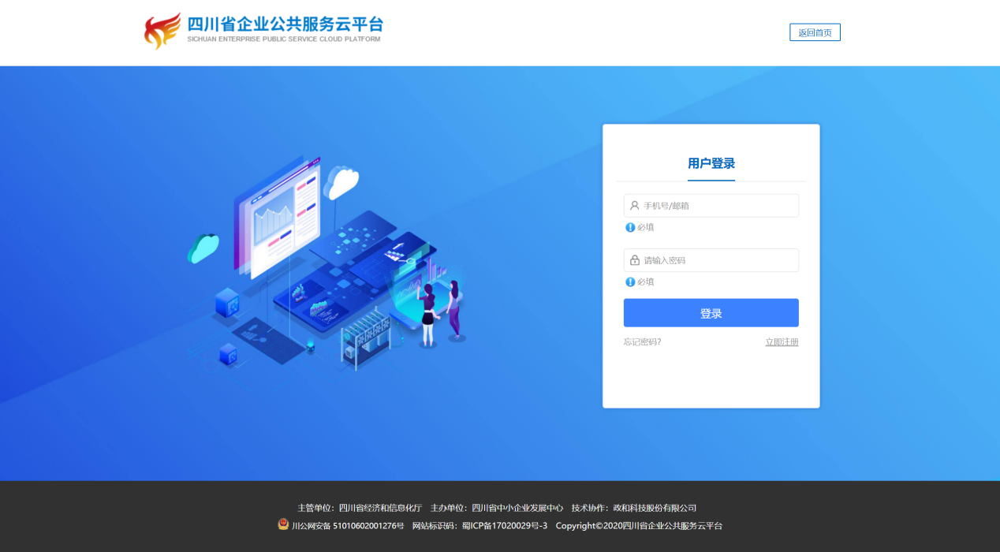 四川省企业公共服务云平台
SICHUAN ENTERPRISE PUBLIC SERVICE CLOUD PLATFORM
返回首页
用户登录
手机号/邮箱
必填
请输入密码
必填
登录
忘记密码?
立即注册
主管单位：四川省经济和信息化厅 主办单位：四川省中小企业发展中心 技术协作：政和科技股份有限公司
川公网安备 51010602001276号 网站标识码：蜀ICP备17020029号-3 Copyright©2020四川省企业公共服务云平台